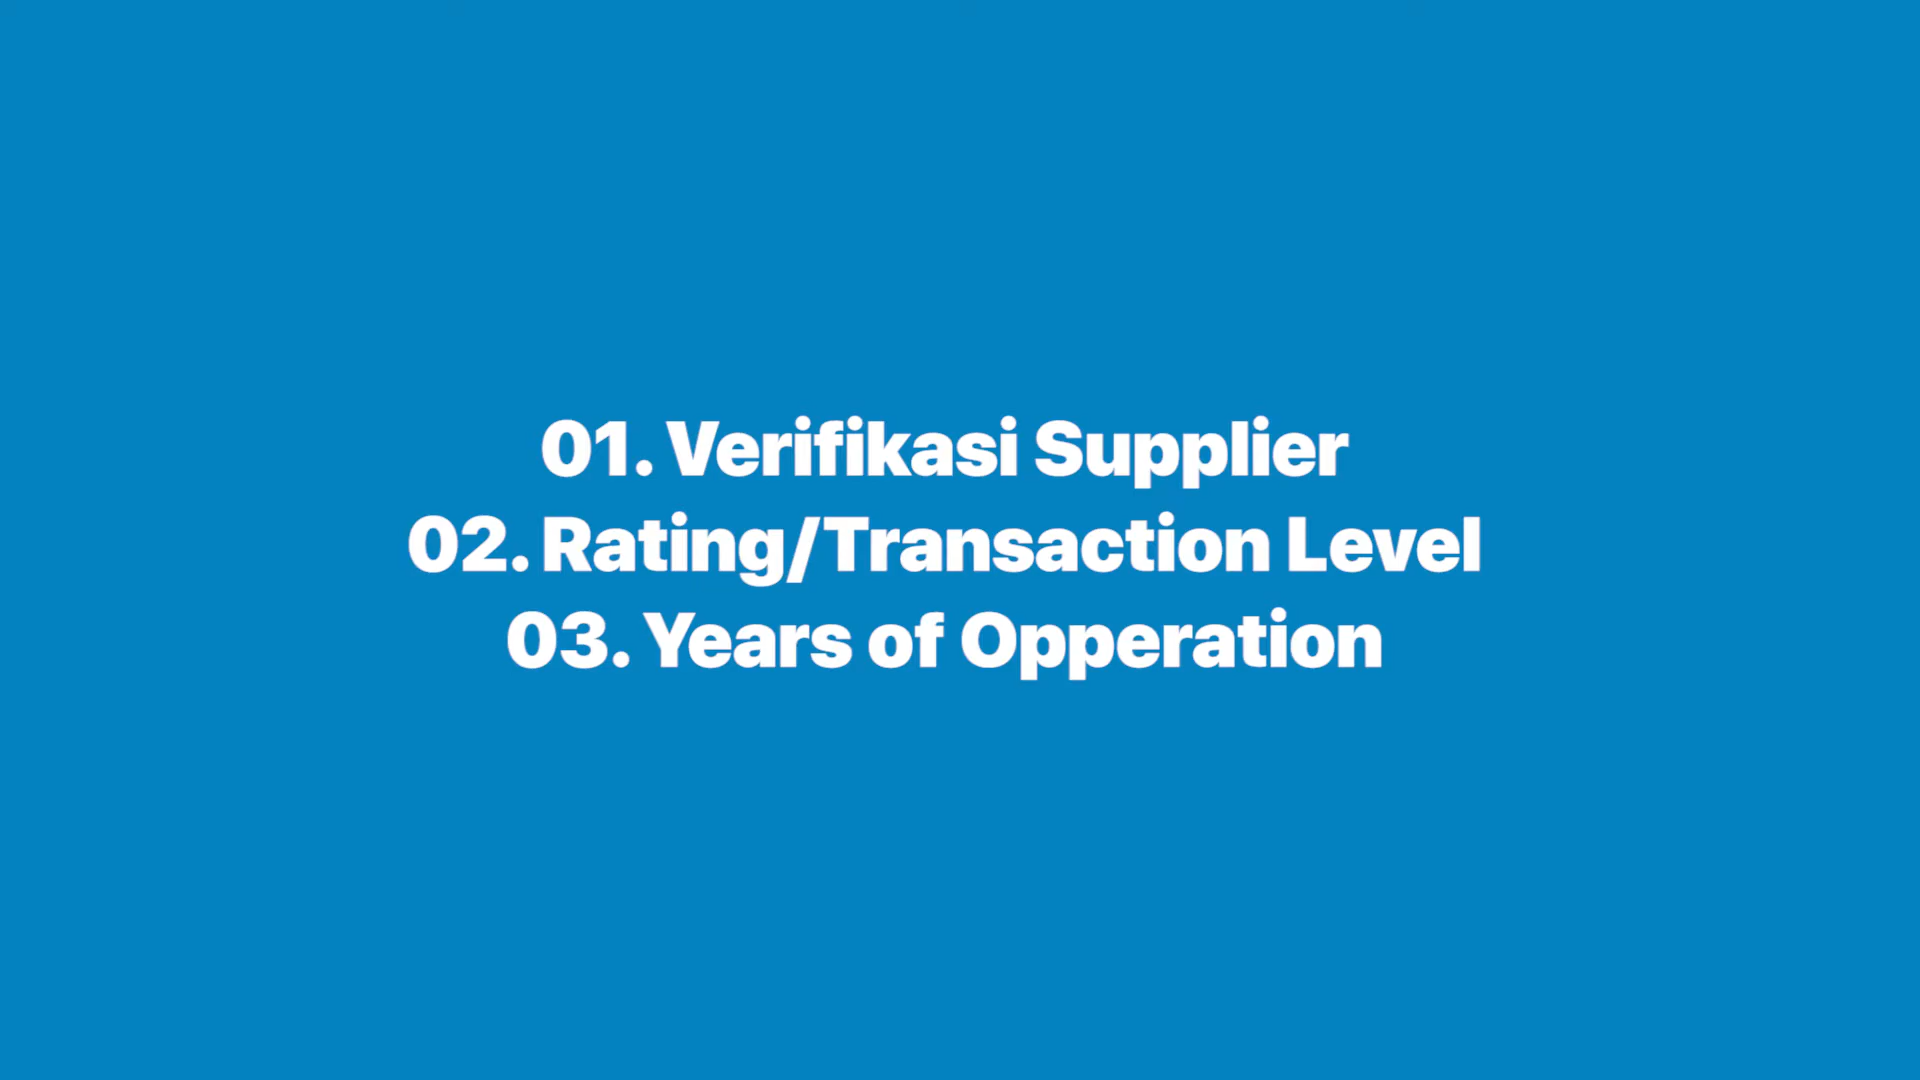 01. Verifikasi Supplier
02. Rating/Transaction Level
03. Years of Opperation